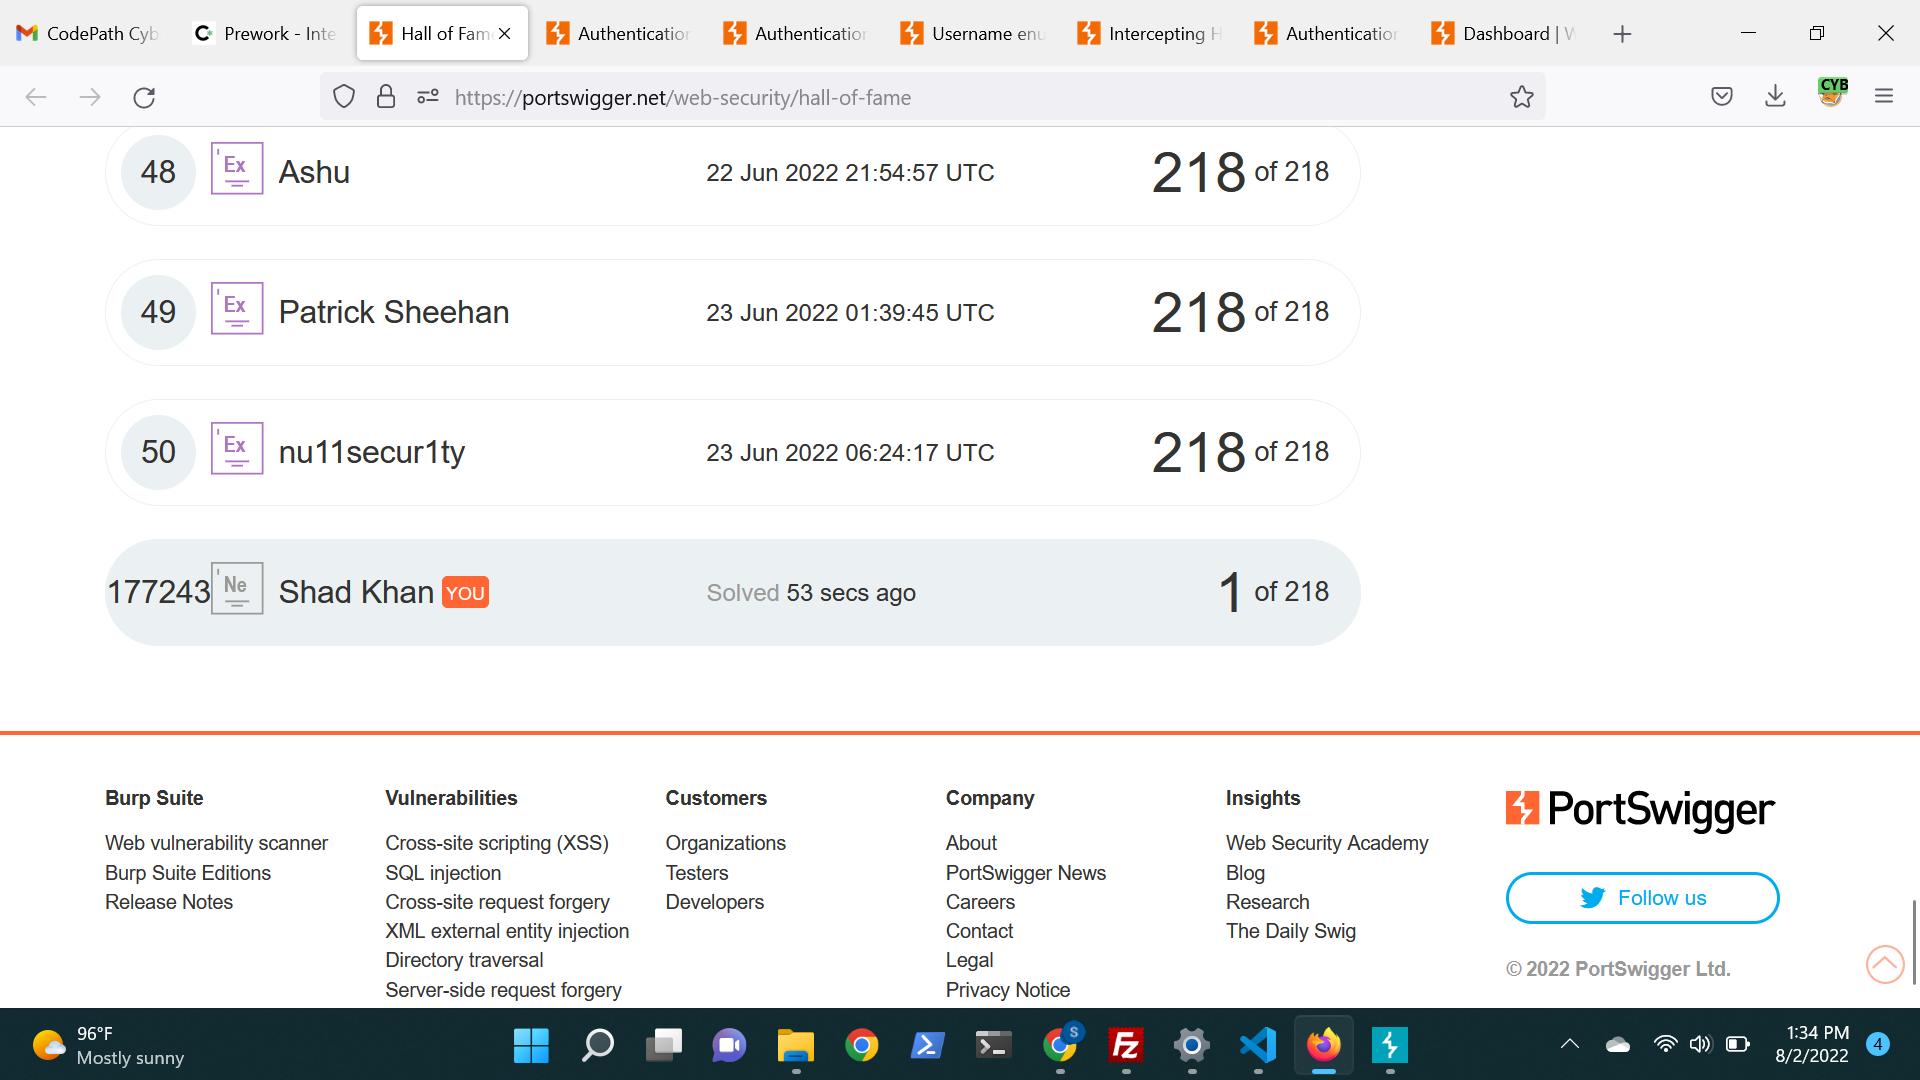 CodePath Cyb
Prework - Inte
Hall of Fam
Authentication
Authentication
Username enu
Intercepting H
Authentication
Dashboard | W
https://portswigger.net/web-security/hall-of-fame
CYB
48 Ex Ashu 22 Jun 2022 21:54:57 UTC 218 of 218
49 Ex Patrick Sheehan 23 Jun 2022 01:39:45 UTC 218 of 218
50 Ex nu11secur1ty 23 Jun 2022 06:24:17 UTC 218 of 218
177243 Ne Shad Khan YOU Solved 53 secs ago 1 of 218
Burp Suite
Web vulnerability scanner
Burp Suite Editions
Release Notes
Vulnerabilities
Cross-site scripting (XSS)
SQL injection
Cross-site request forgery
XML external entity injection
Directory traversal
Server-side request forgery
Customers
Organizations
Testers
Developers
Company
About
PortSwigger News
Careers
Contact
Legal
Privacy Notice
Insights
Web Security Academy
Blog
Research
The Daily Swig
PortSwigger
Follow us
© 2022 PortSwigger Ltd.
96°F
Mostly sunny
S
Fz
1:34 PM
8/2/2022
4